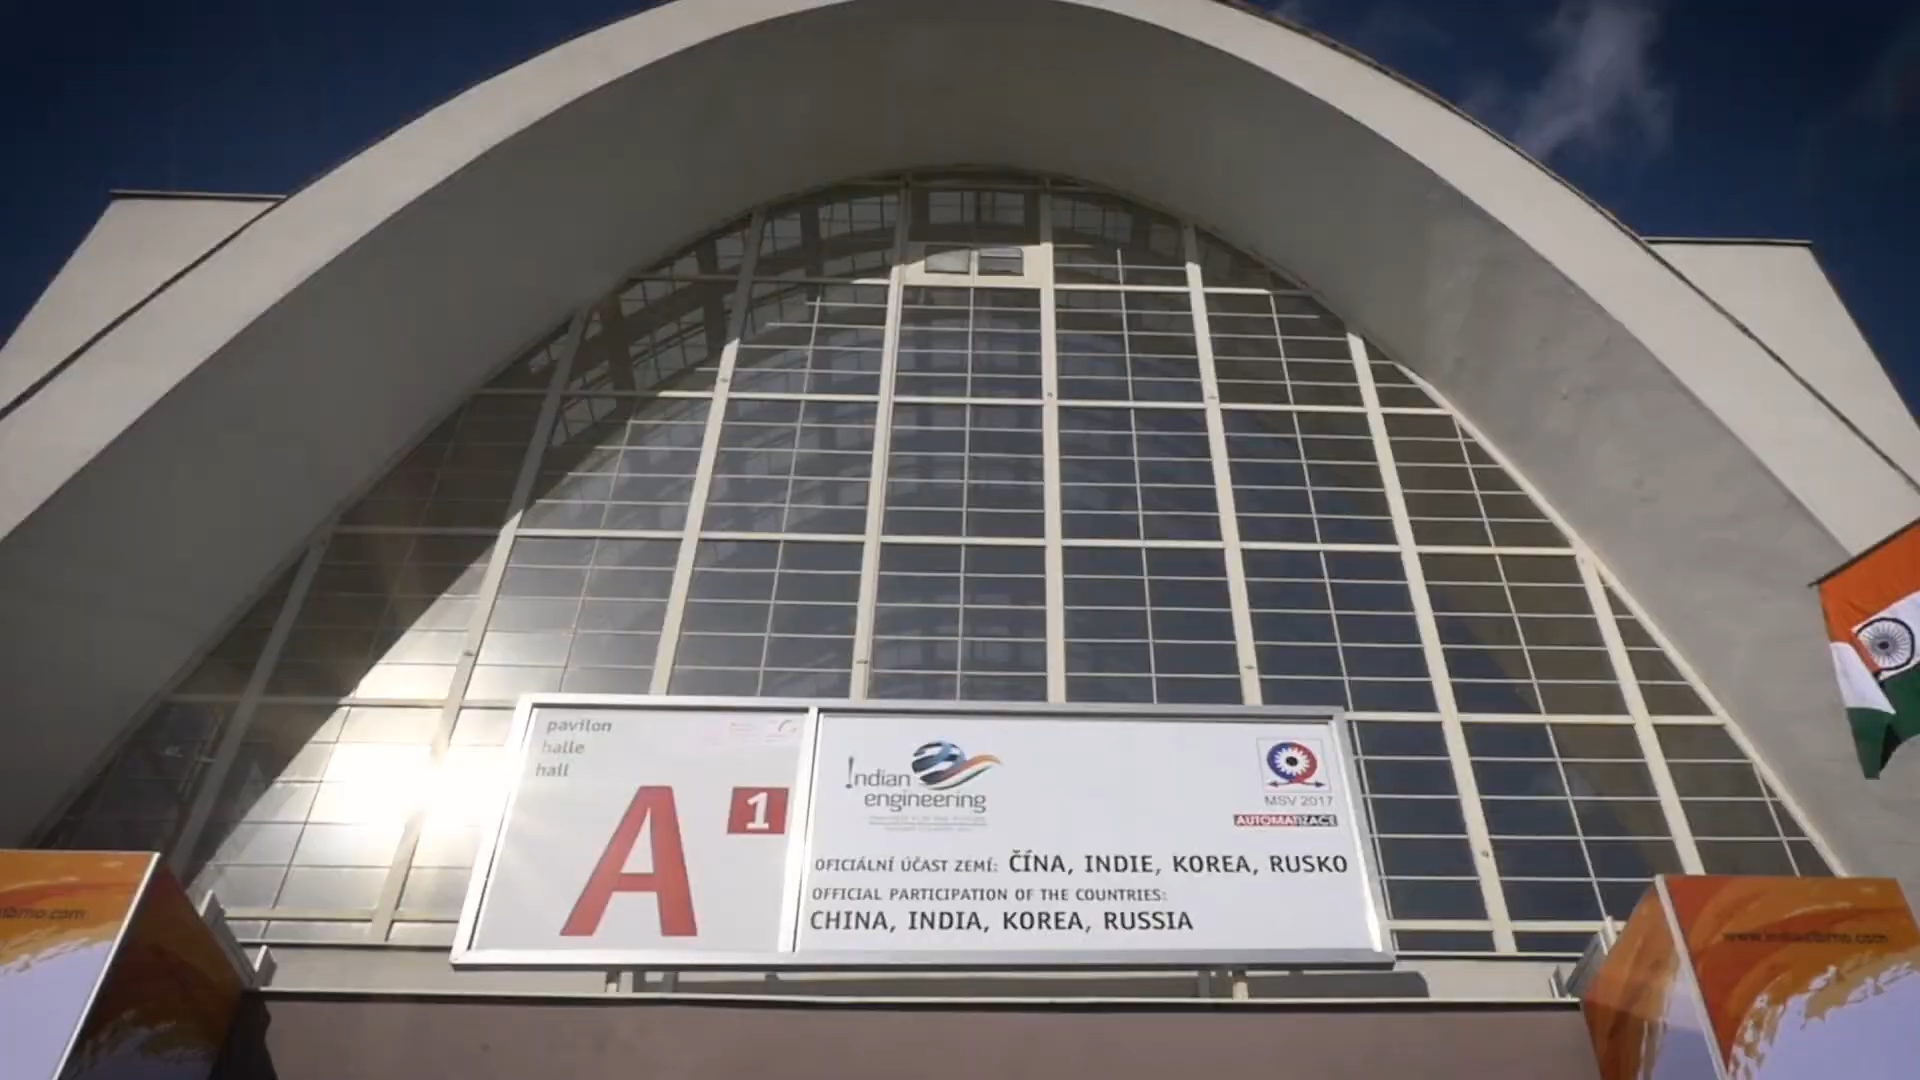 pavilon
halle
hall
A 1
Indian
engineering
MSV 2017
AUTOMATIZACE
OFICIÁLNÍ ÚČAST ZEMÍ: ČÍNA, INDIE, KOREA, RUSKO
OFFICIAL PARTICIPATION OF THE COUNTRIES:
CHINA, INDIA, KOREA, RUSSIA